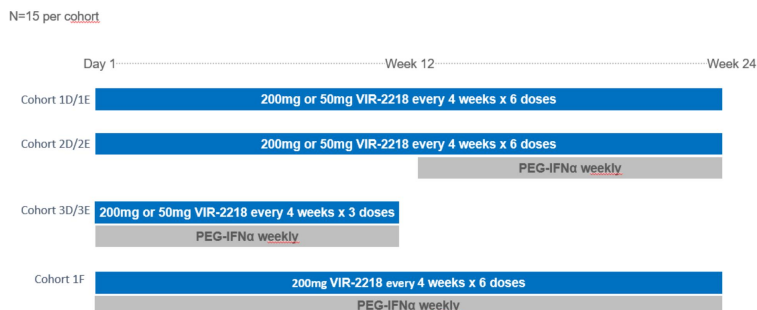 N=15 per cohort
Day 1 Week 12 Week 24
Cohort 1D/1E 200mg or 50mg VIR-2218 every 4 weeks x 6 doses
Cohort 2D/2E 200mg or 50mg VIR-2218 every 4 weeks x 6 doses
PEG-IFNα weekly
Cohort 3D/3E 200mg or 50mg VIR-2218 every 4 weeks x 3 doses
PEG-IFNα weekly
Cohort 1F 200mg VIR-2218 every 4 weeks x 6 doses
PEG-IFNα weekly